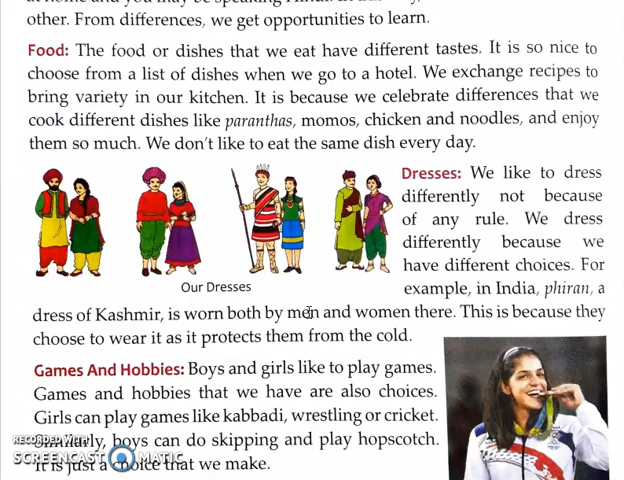 other. From differences, we get opportunities to learn.
Food: The food or dishes that we eat have different tastes. It is so nice to
choose from a list of dishes when we go to a hotel. We exchange recipes to
bring variety in our kitchen. It is because we celebrate differences that we
cook different dishes like paranthas, momos, chicken and noodles, and enjoy
them so much. We don't like to eat the same dish every day.
Dresses: We like to dress
differently not because
of any rule. We dress
differently because we
have different choices. For
example, in India, phiran, a
Our Dresses
dress of Kashmir, is worn both by men and women there. This is because they
choose to wear it as it protects them from the cold.
Games And Hobbies: Boys and girls like to play games.
Games and hobbies that we have are also choices.
Girls can play games like kabbadi, wrestling or cricket.
Similarly, boys can do skipping and play hopscotch.
It is just a choice that we make.
RECORDED WITH
SCREENCAST MATIC